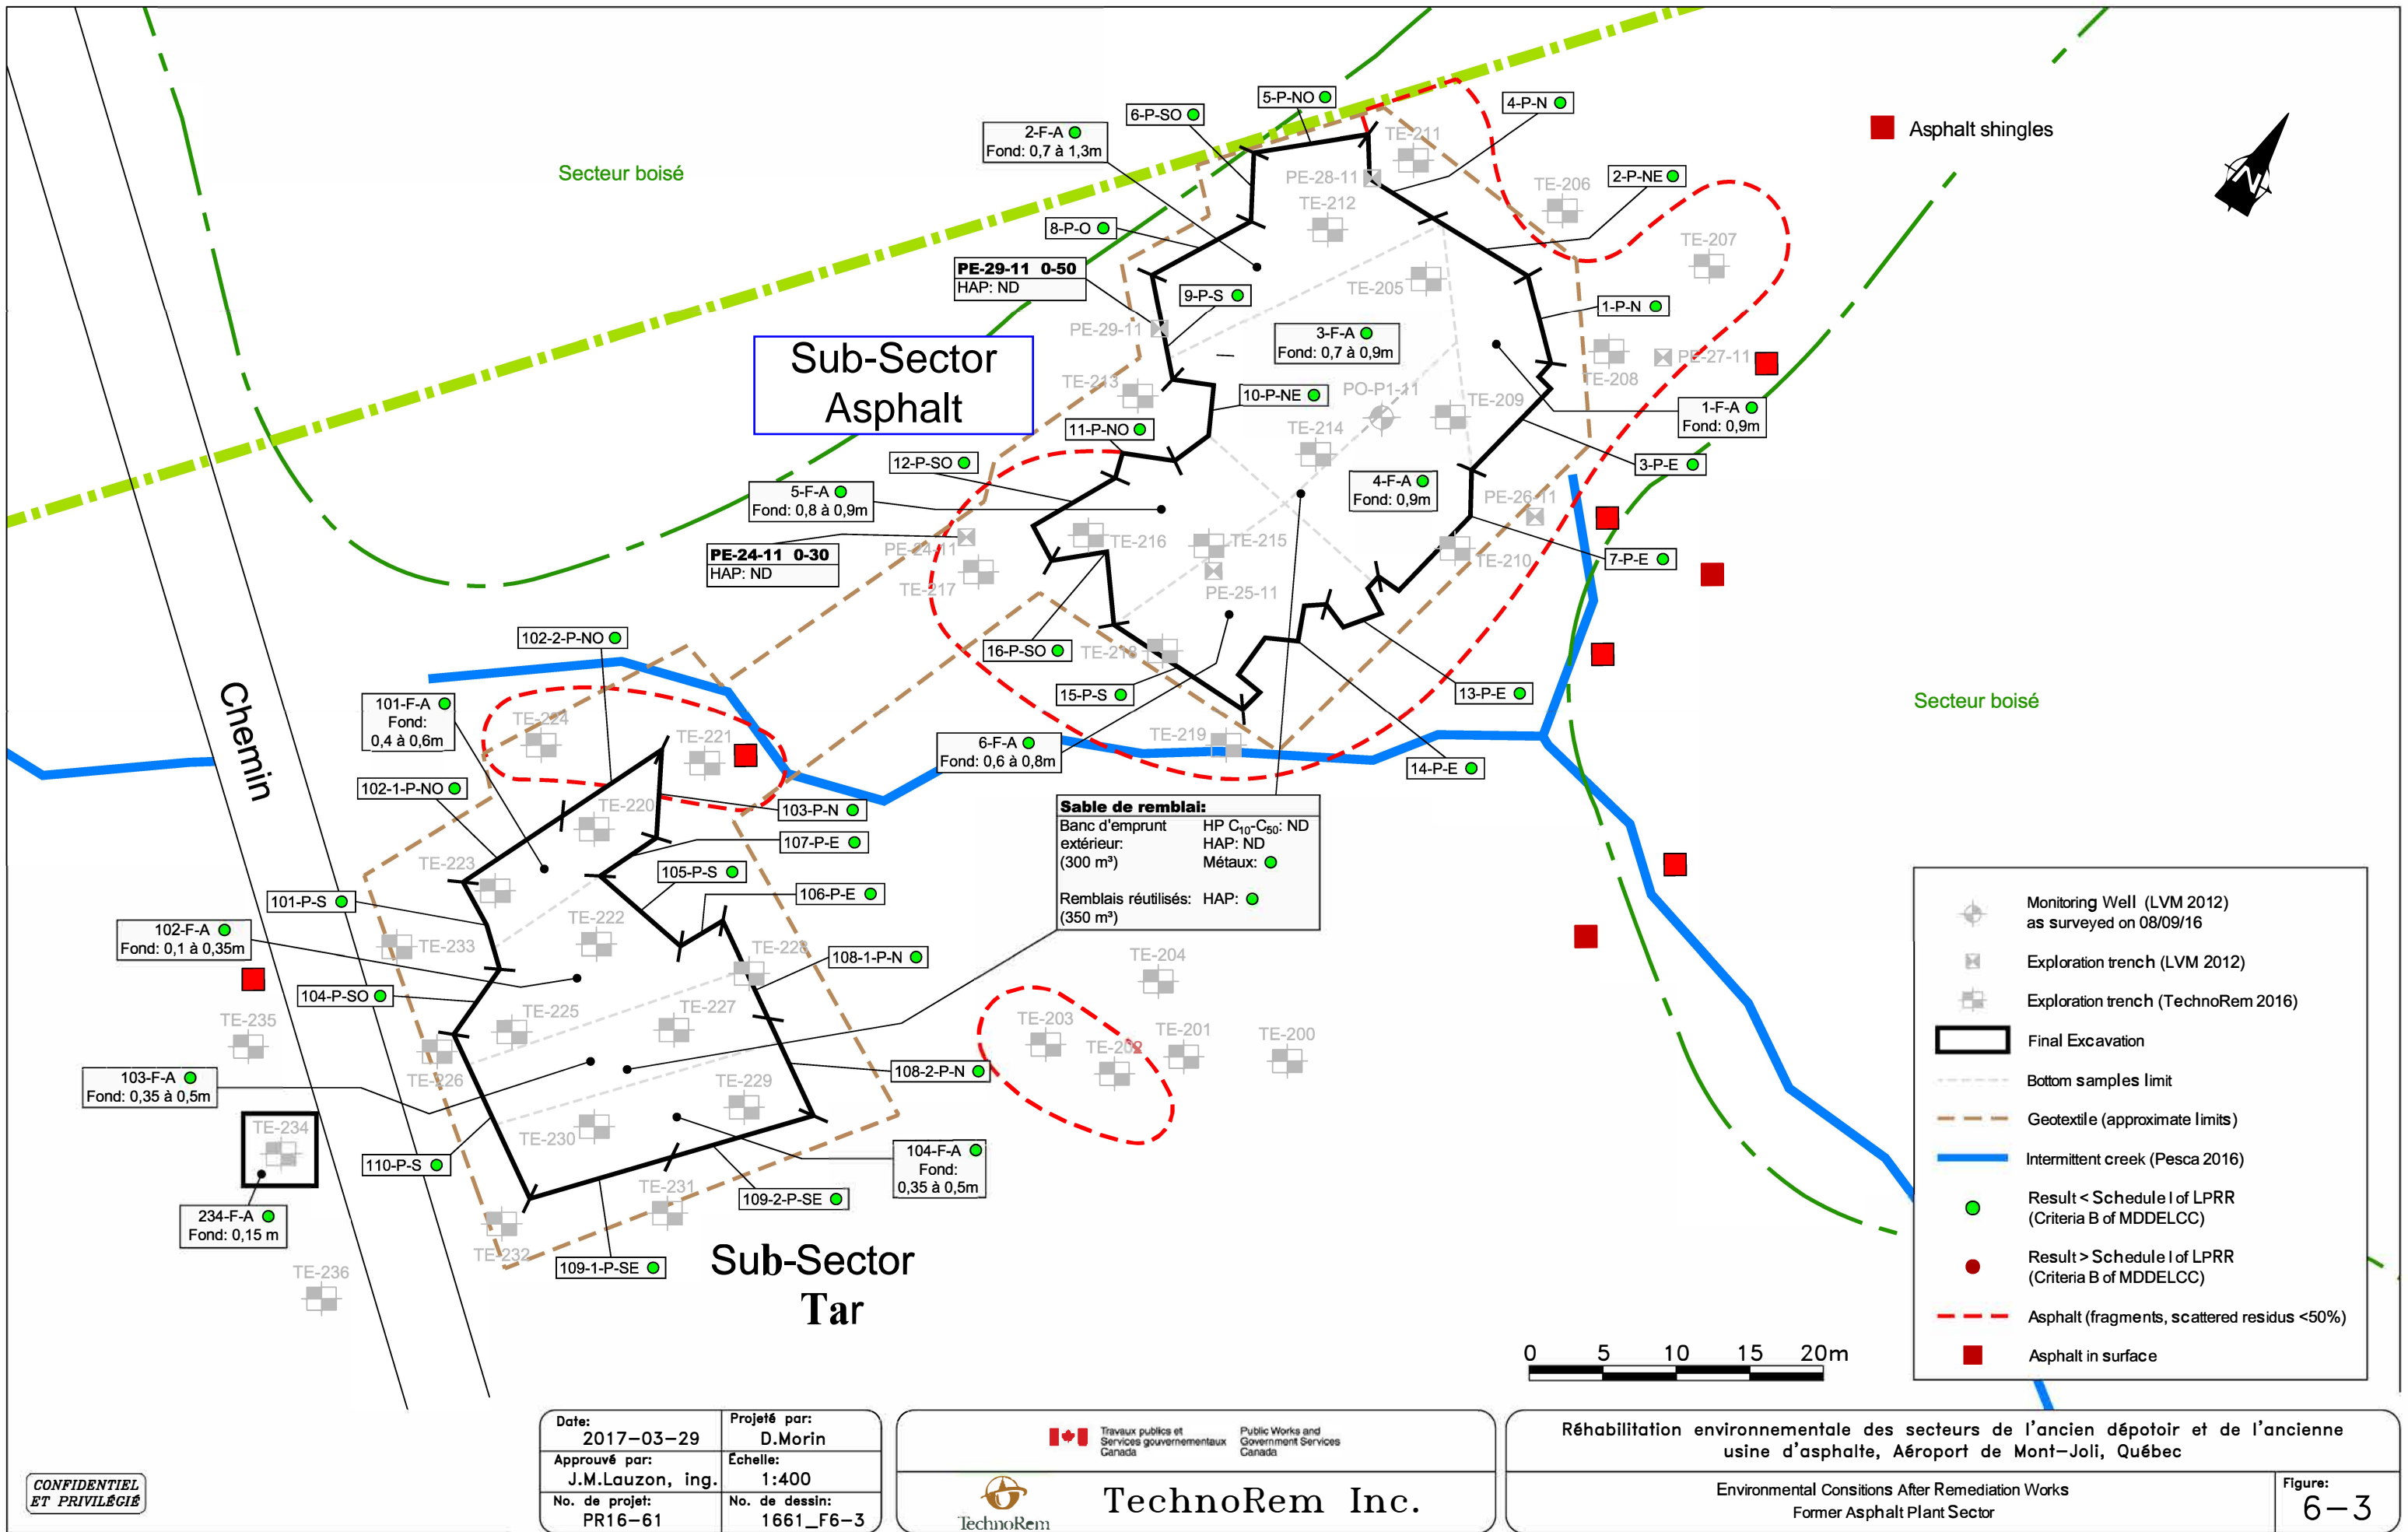 5-P-NO
4-P-N
6-P-SO
2-F-A
Fond: 0,7 à 1,3m
TE-211
Asphalt shingles
N
Secteur boisé
PE-28-11
TE-206
2-P-NE
TE-212
8-P-O
TE-207
PE-29-11 0-50
HAP: ND
9-P-S
TE-205
1-P-N
PE-29-11
3-F-A
Fond: 0,7 à 0,9m
Sub-Sector
Asphalt
PE-27-11
TE-208
TE-213
PO-P1-11
10-P-NE
TE-209
1-F-A
Fond: 0,9m
11-P-NO
TE-214
12-P-SO
3-P-E
5-F-A
Fond: 0,8 à 0,9m
4-F-A
Fond: 0,9m
PE-26-11
PE-24-11 0-30
HAP: ND
PE-24-11
TE-216
TE-215
TE-210
7-P-E
TE-217
PE-25-11
102-2-P-NO
16-P-SO
TE-218
15-P-S
13-P-E
Secteur boisé
101-F-A
Fond:
0,4 à 0,6m
TE-224
TE-221
TE-219
6-F-A
Fond: 0,6 à 0,8m
14-P-E
Chemin
102-1-P-NO
TE-220
103-P-N
107-P-E
Sable de remblai:
Banc d'emprunt HP C10-C50: ND
extérieur: HAP: ND
(300 m³) Métaux:
Remblais réutilisés: HAP:
(350 m³)
TE-223
105-P-S
106-P-E
101-P-S
TE-222
102-F-A
Fond: 0,1 à 0,35m
TE-233
TE-228
108-1-P-N
TE-204
104-P-SO
TE-225
TE-227
TE-235
TE-203
TE-202
TE-201
TE-200
TE-226
108-2-P-N
103-F-A
Fond: 0,35 à 0,5m
TE-229
TE-234
TE-230
104-F-A
Fond:
0,35 à 0,5m
110-P-S
TE-231
109-2-P-SE
234-F-A
Fond: 0,15 m
TE-232
109-1-P-SE
TE-236
Sub-Sector
Tar
Monitoring Well (LVM 2012)
as surveyed on 08/09/16
Exploration trench (LVM 2012)
Exploration trench (TechnoRem 2016)
Final Excavation
Bottom samples limit
Geotextile (approximate limits)
Intermittent creek (Pesca 2016)
Result < Schedule I of LPRR
(Criteria B of MDDELCC)
Result > Schedule I of LPRR
(Criteria B of MDDELCC)
Asphalt (fragments, scattered residus <50%)
Asphalt in surface
0 5 10 15 20m
CONFIDENTIEL
ET PRIVILÉGIÉ
Date:
2017-03-29
Projeté par:
D.Morin
Approuvé par:
J.M.Lauzon, ing.
Échelle:
1:400
No. de projet:
PR16-61
No. de dessin:
1661_F6-3
Travaux publics et
Services gouvernementaux
Canada
Public Works and
Government Services
Canada
TechnoRem
TechnoRem Inc.
Réhabilitation environnementale des secteurs de l'ancien dépotoir et de l'ancienne
usine d'asphalte, Aéroport de Mont-Joli, Québec
Environmental Consitions After Remediation Works
Former Asphalt Plant Sector
Figure:
6-3